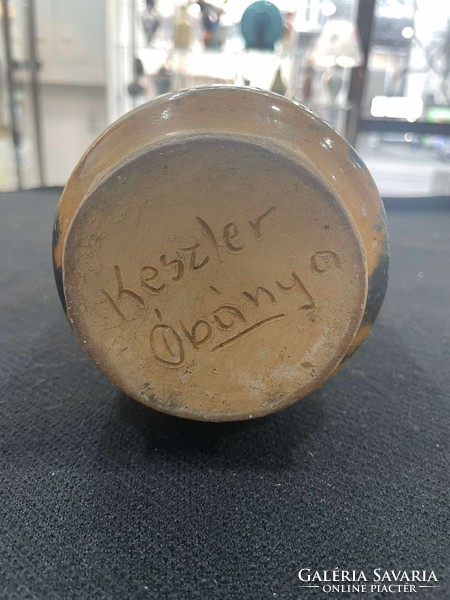 Keszler
Óbánya
GALÉRIA SAVARIA
ONLINE PIACTÉR